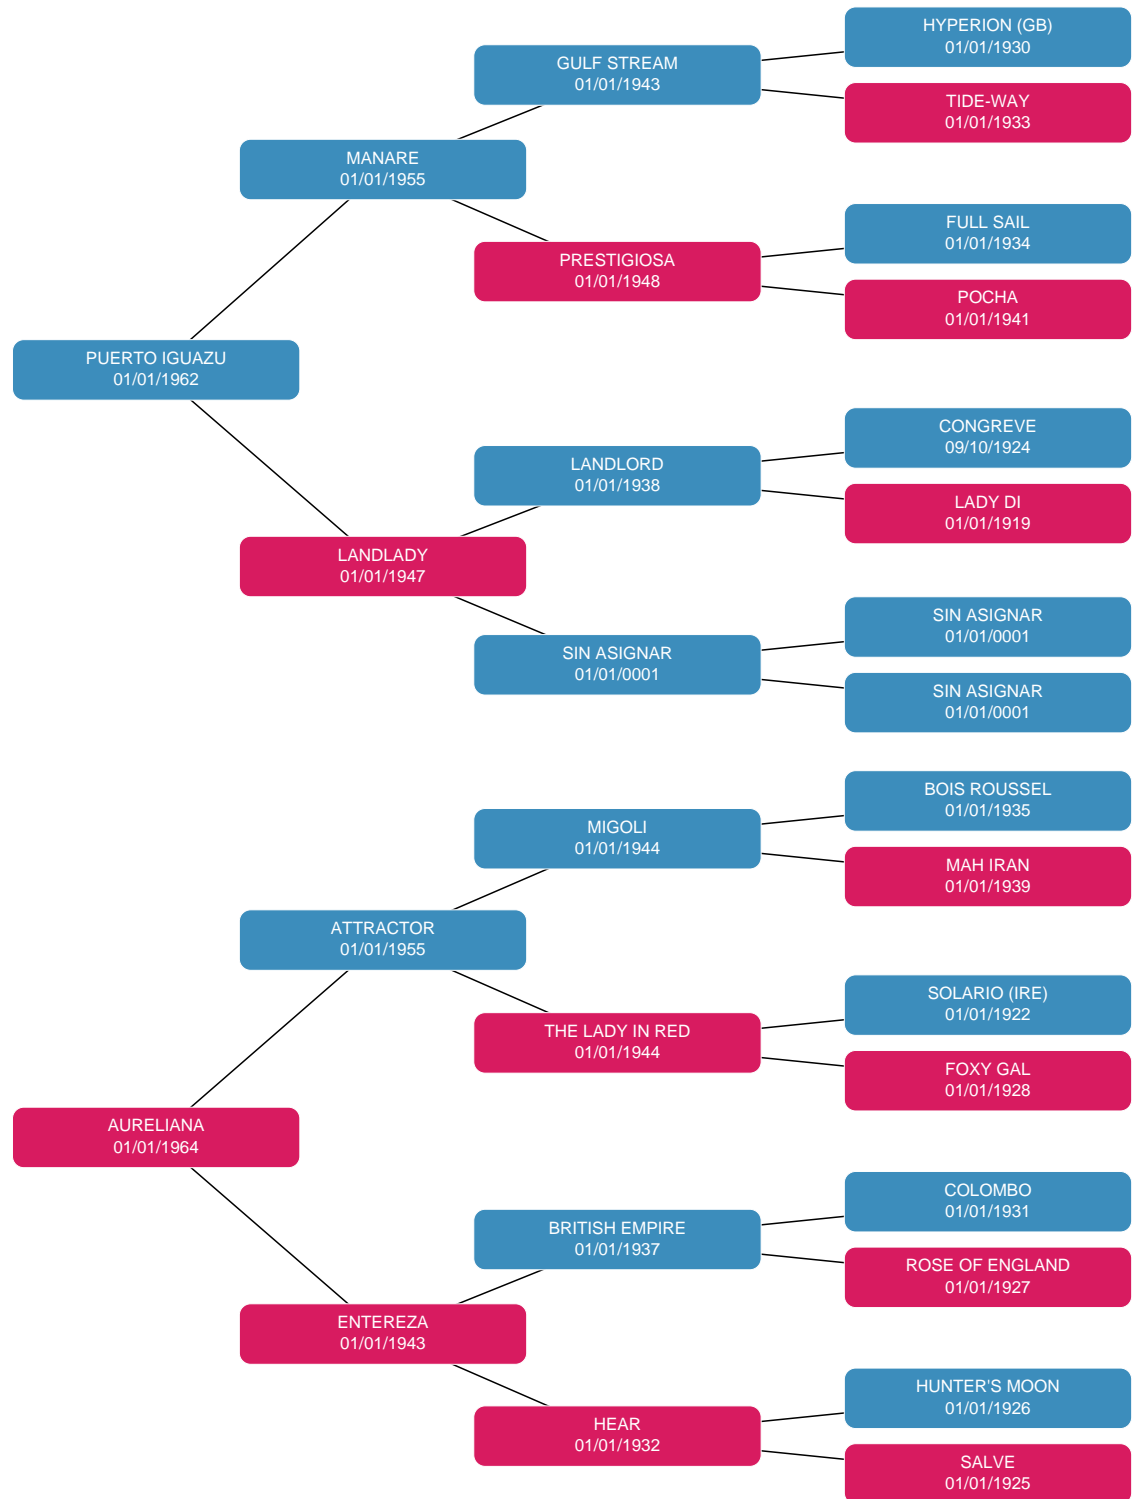 HYPERION (GB)
01/01/1930
GULF STREAM
01/01/1943
TIDE-WAY
01/01/1933
MANARE
01/01/1955
FULL SAIL
01/01/1934
PRESTIGIOSA
01/01/1948
POCHA
01/01/1941
PUERTO IGUAZU
01/01/1962
CONGREVE
09/10/1924
LANDLORD
01/01/1938
LADY DI
01/01/1919
LANDLADY
01/01/1947
SIN ASIGNAR
01/01/0001
SIN ASIGNAR
01/01/0001
SIN ASIGNAR
01/01/0001
BOIS ROUSSEL
01/01/1935
MIGOLI
01/01/1944
MAH IRAN
01/01/1939
ATTRACTOR
01/01/1955
SOLARIO (IRE)
01/01/1922
THE LADY IN RED
01/01/1944
FOXY GAL
01/01/1928
AURELIANA
01/01/1964
COLOMBO
01/01/1931
BRITISH EMPIRE
01/01/1937
ROSE OF ENGLAND
01/01/1927
ENTEREZA
01/01/1943
HUNTER'S MOON
01/01/1926
HEAR
01/01/1932
SALVE
01/01/1925